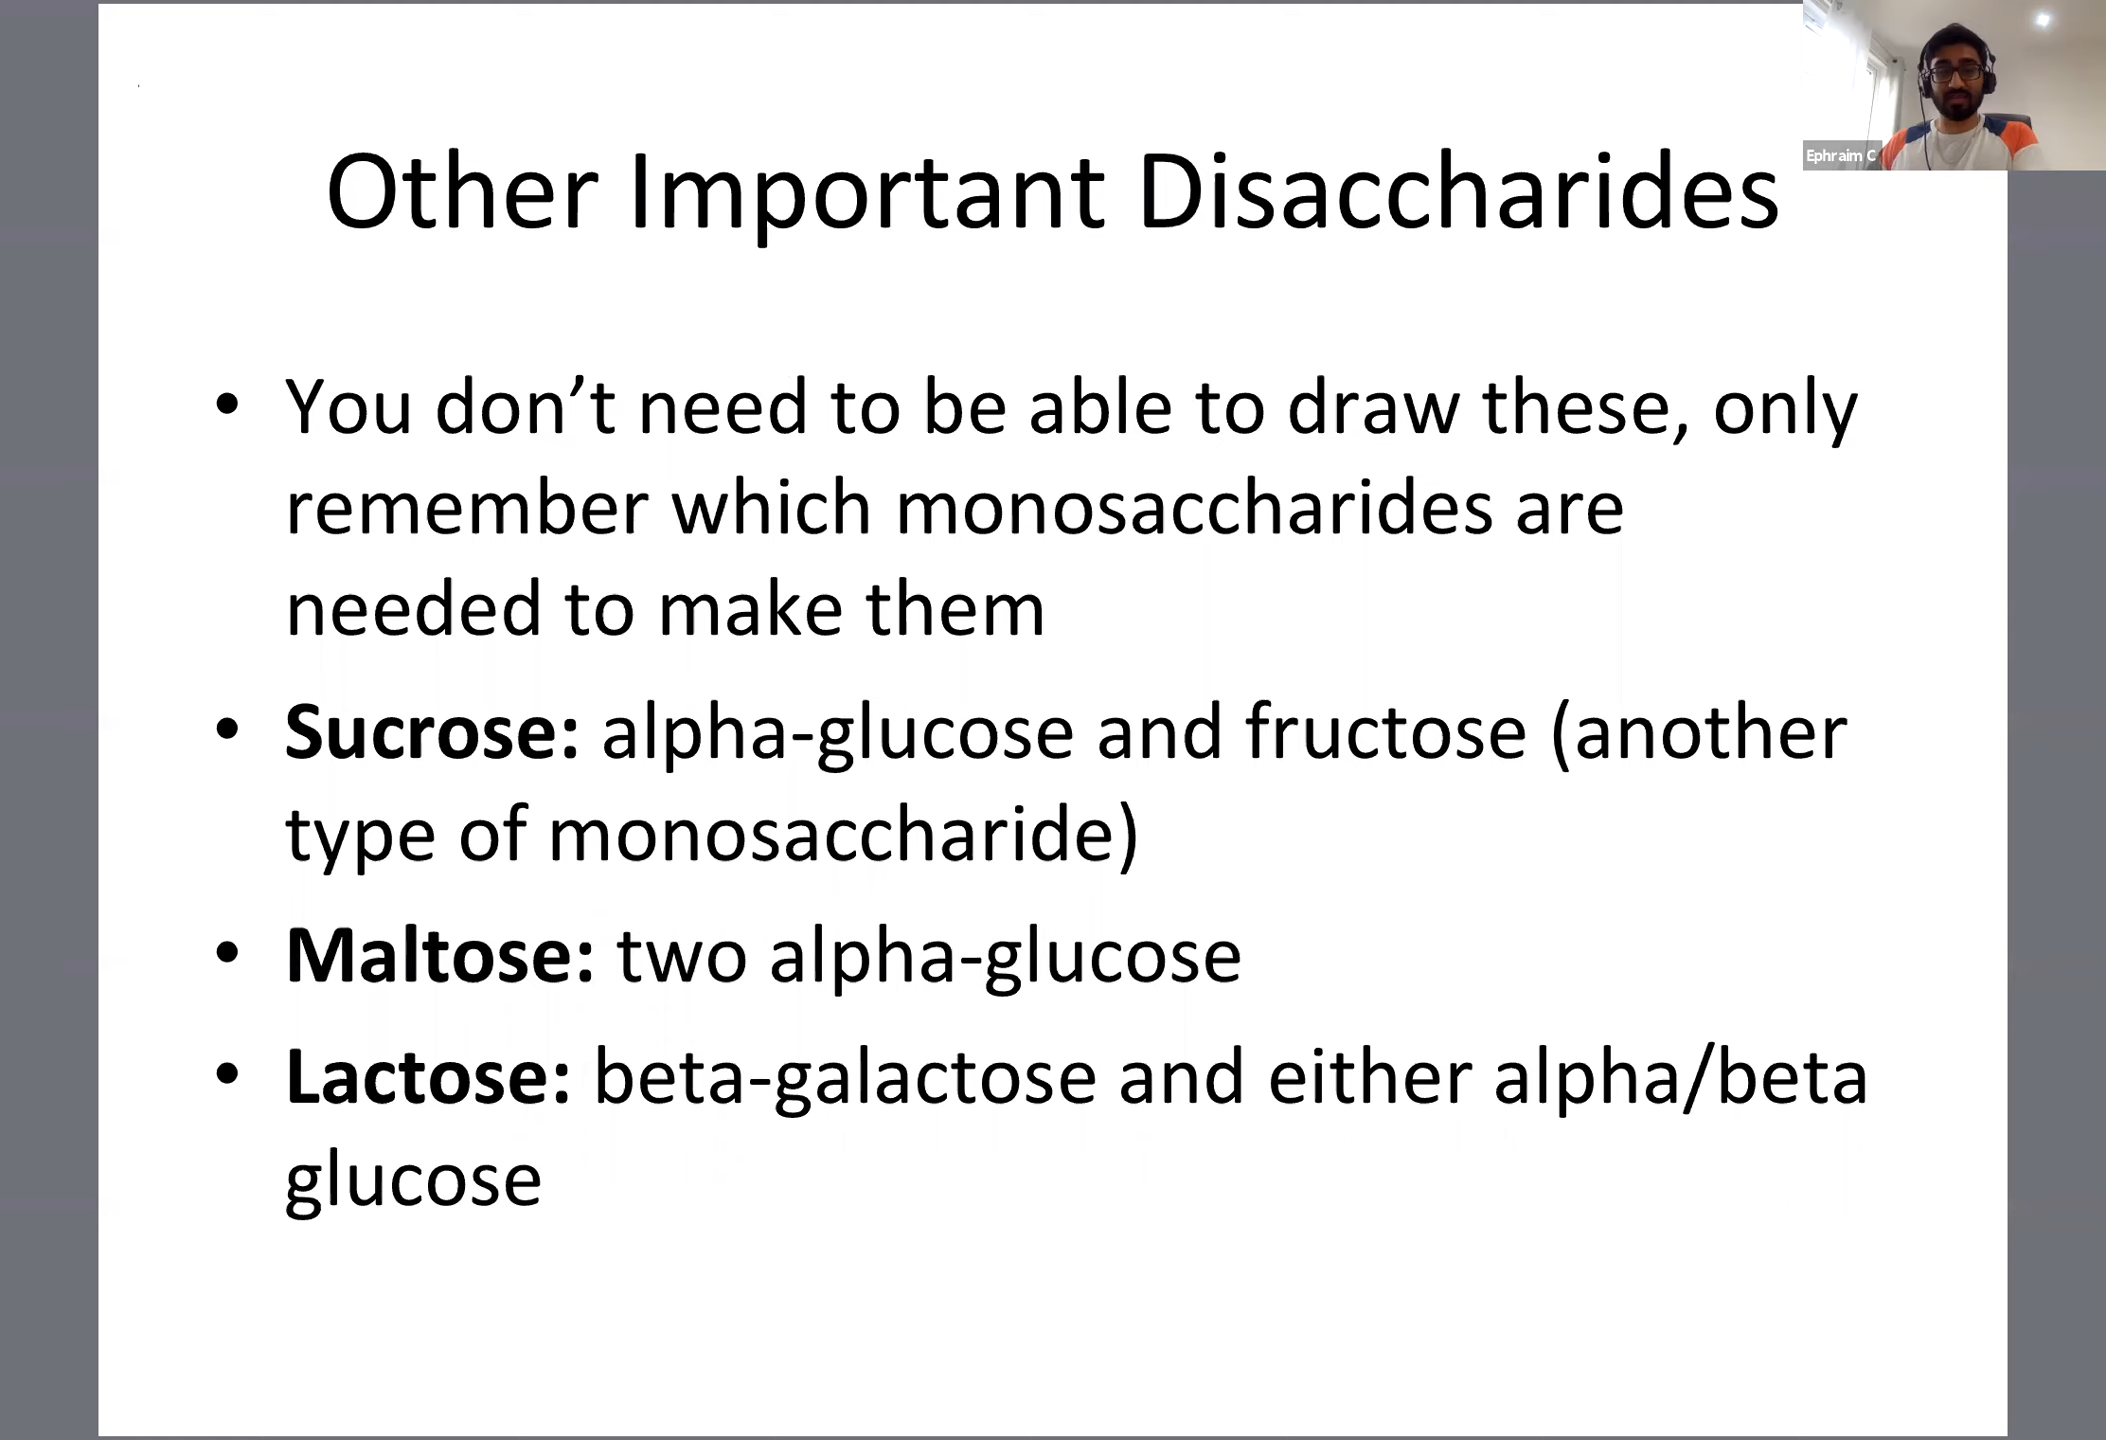 Ephraim C
Other Important Disaccharides
• You don’t need to be able to draw these, only
remember which monosaccharides are
needed to make them
• Sucrose: alpha-glucose and fructose (another
type of monosaccharide)
• Maltose: two alpha-glucose
• Lactose: beta-galactose and either alpha/beta
glucose